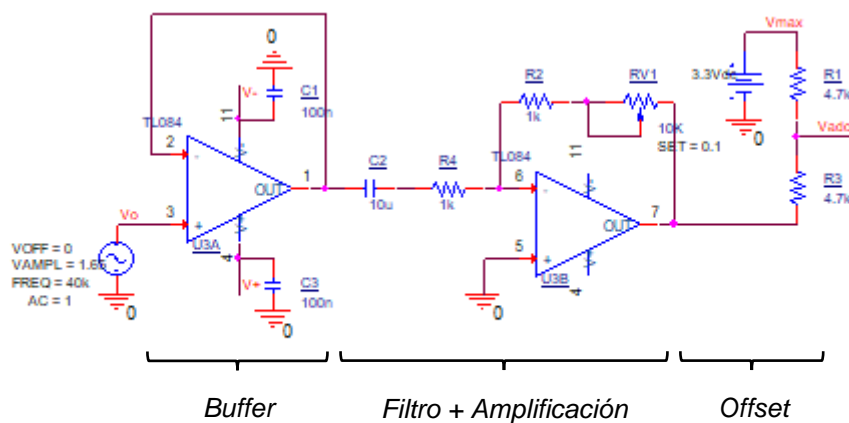 0
V-
11
C1
100n
TL084
2
-
V-
OUT
1
3
+
V+
U3A
4
V+
C3
100n
0
Vo
VOFF = 0
VAMPL = 1.65
FREQ = 40k
AC = 1
0
C2
10u
R4
1k
R2
1k
RV1
10K
SET = 0.1
TL084
11
6
-
V-
OUT
7
5
+
V+
U3B
4
0
Vmax
3.3Vdc
0
R1
4.7k
Vadc
R3
4.7k
Buffer
Filtro + Amplificación
Offset